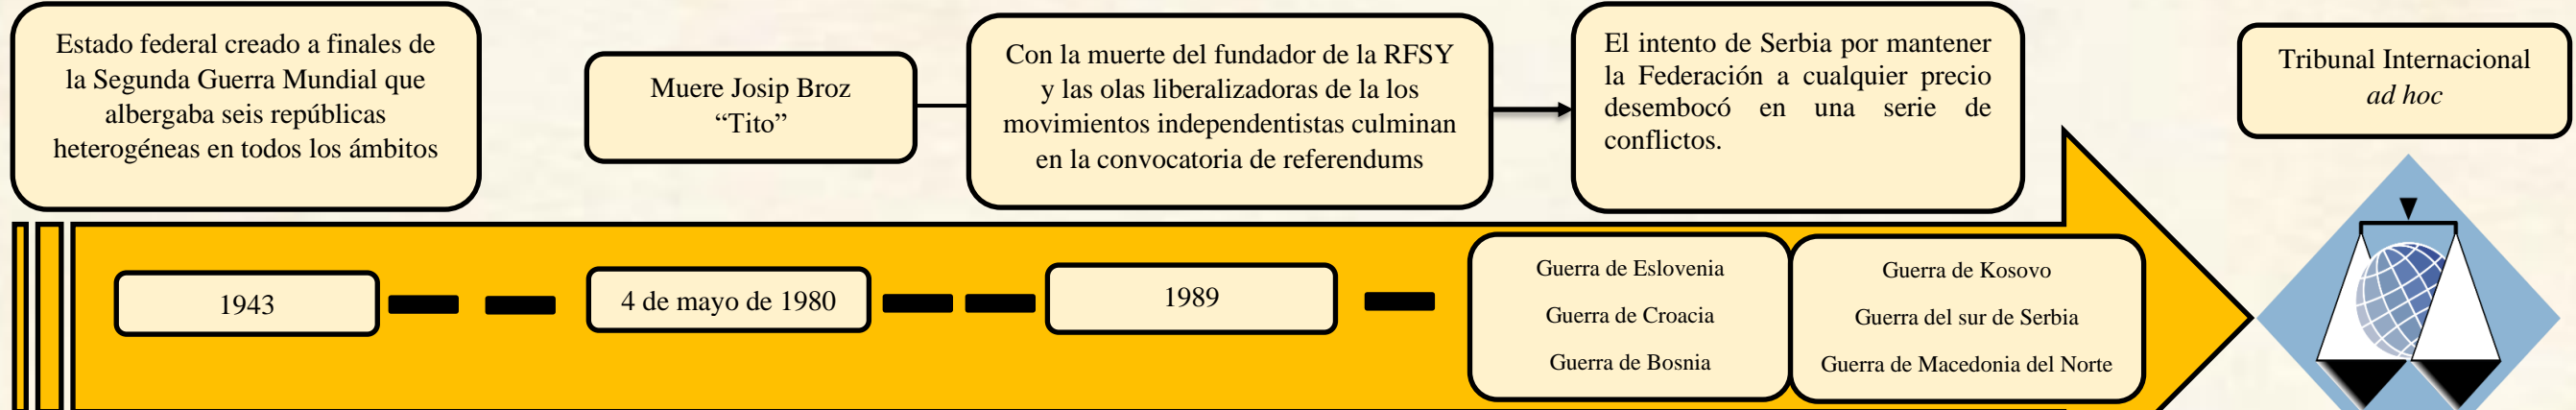 Estado federal creado a finales de
la Segunda Guerra Mundial que
albergaba seis repúblicas
heterogéneas en todos los ámbitos
Muere Josip Broz
“Tito”
Con la muerte del fundador de la RFSY
y las olas liberalizadoras de la los
movimientos independentistas culminan
en la convocatoria de referendums
El intento de Serbia por mantener
la Federación a cualquier precio
desembocó en una serie de
conflictos.
Tribunal Internacional
ad hoc
1943
4 de mayo de 1980
1989
Guerra de Eslovenia
Guerra de Croacia
Guerra de Bosnia
Guerra de Kosovo
Guerra del sur de Serbia
Guerra de Macedonia del Norte